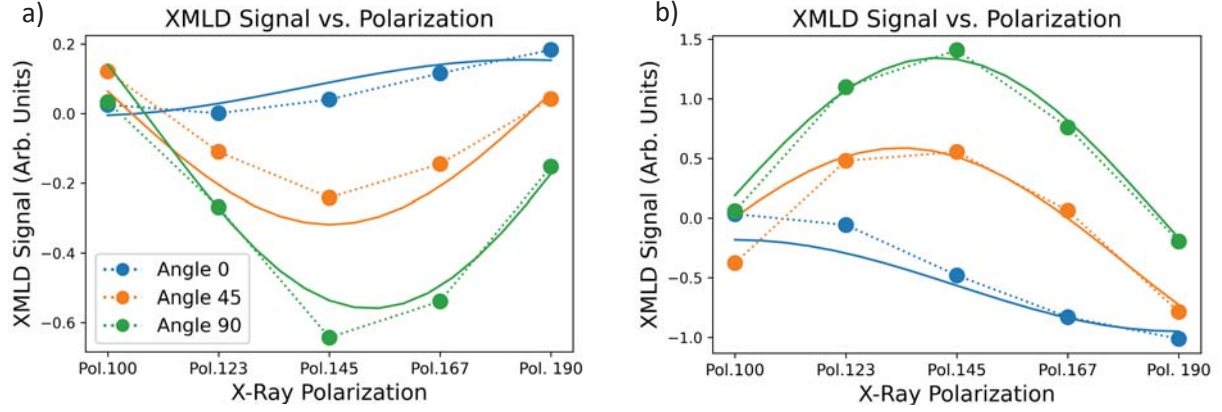 a)
XMLD Signal vs. Polarization
XMLD Signal (Arb. Units)
0.2
0.0
−0.2
−0.4
−0.6
Angle 0
Angle 45
Angle 90
Pol.100 Pol.123 Pol.145 Pol.167 Pol. 190
X-Ray Polarization
b)
XMLD Signal vs. Polarization
XMLD Signal (Arb. Units)
1.5
1.0
0.5
0.0
−0.5
−1.0
Pol.100 Pol.123 Pol.145 Pol.167 Pol. 190
X-Ray Polarization